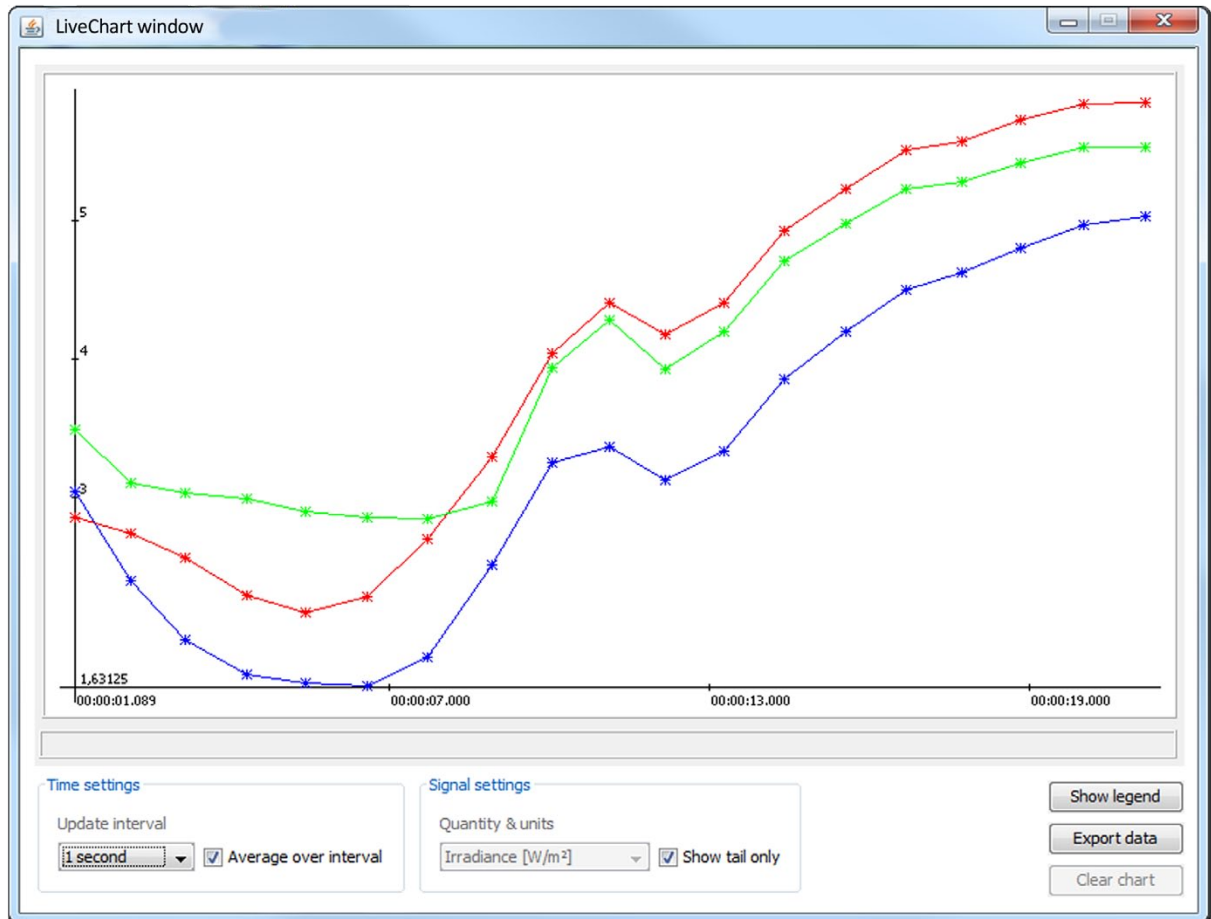 LiveChart window
5
4
3
1,63125
00:00:01.089 00:00:07.000 00:00:13.000 00:00:19.000
Time settings
Update interval
1 second
Average over interval
Signal settings
Quantity & units
Irradiance [W/m²]
Show tail only
Show legend
Export data
Clear chart